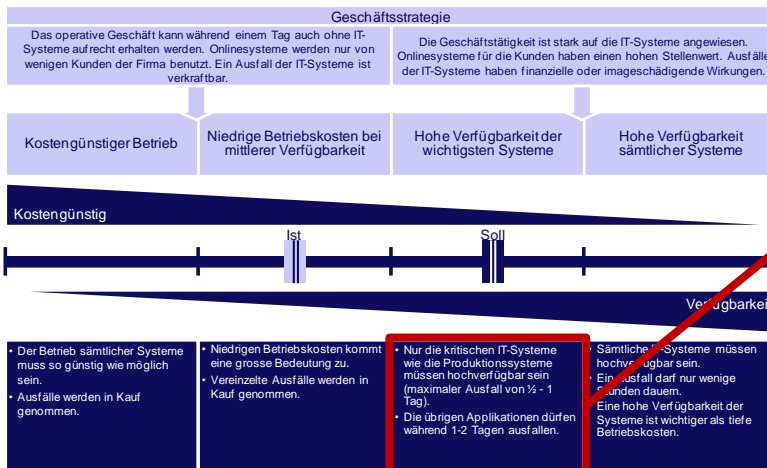 Geschäftsstrategie
Das operative Geschäft kann während einem Tag auch ohne IT-
Systeme aufrecht erhalten werden. Onlinesysteme werden nur von
wenigen Kunden der Firma benutzt. Ein Ausfall der IT-Systeme ist
verkraftbar.
Die Geschäftstätigkeit ist stark auf die IT-Systeme angewiesen.
Onlinesysteme für die Kunden haben einen hohen Stellenwert. Ausfälle
der IT-Systeme haben finanzielle oder imageschädigende Wirkungen.
Kostengünstiger Betrieb
Niedrige Betriebskosten bei
mittlerer Verfügbarkeit
Hohe Verfügbarkeit der
wichtigsten Systeme
Hohe Verfügbarkeit
sämtlicher Systeme
Kostengünstig
Ist
Soll
Verfügbarkei
• Der Betrieb sämtlicher Systeme
muss so günstig wie möglich
sein.
• Ausfälle werden in Kauf
genommen.
• Niedrigen Betriebskosten kommt
eine grosse Bedeutung zu.
• Vereinzelte Ausfälle werden in
Kauf genommen.
• Nur die kritischen IT-Systeme
wie die Produktionssysteme
müssen hochverfügbar sein
(maximaler Ausfall von ½ - 1
Tag).
• Die übrigen Applikationen dürfen
während 1-2 Tagen ausfallen.
Sämtliche IT-Systeme müssen
hochverfügbar sein.
• Ein Ausfall darf nur wenige
Stunden dauern.
Eine hohe Verfügbarkeit der
Systeme ist wichtiger als tiefe
Betriebskosten.